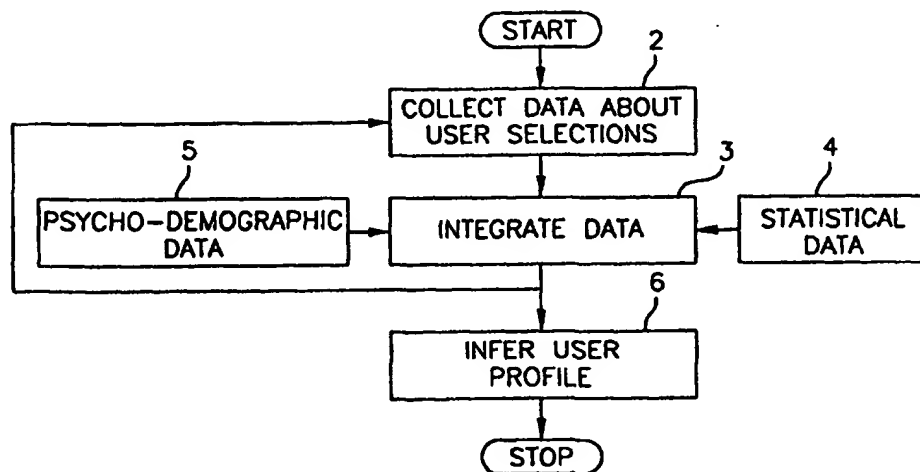 START
2
COLLECT DATA ABOUT
USER SELECTIONS
5
PSYCHO-DEMOGRAPHIC
DATA
3
INTEGRATE DATA
4
STATISTICAL
DATA
6
INFER USER
PROFILE
STOP